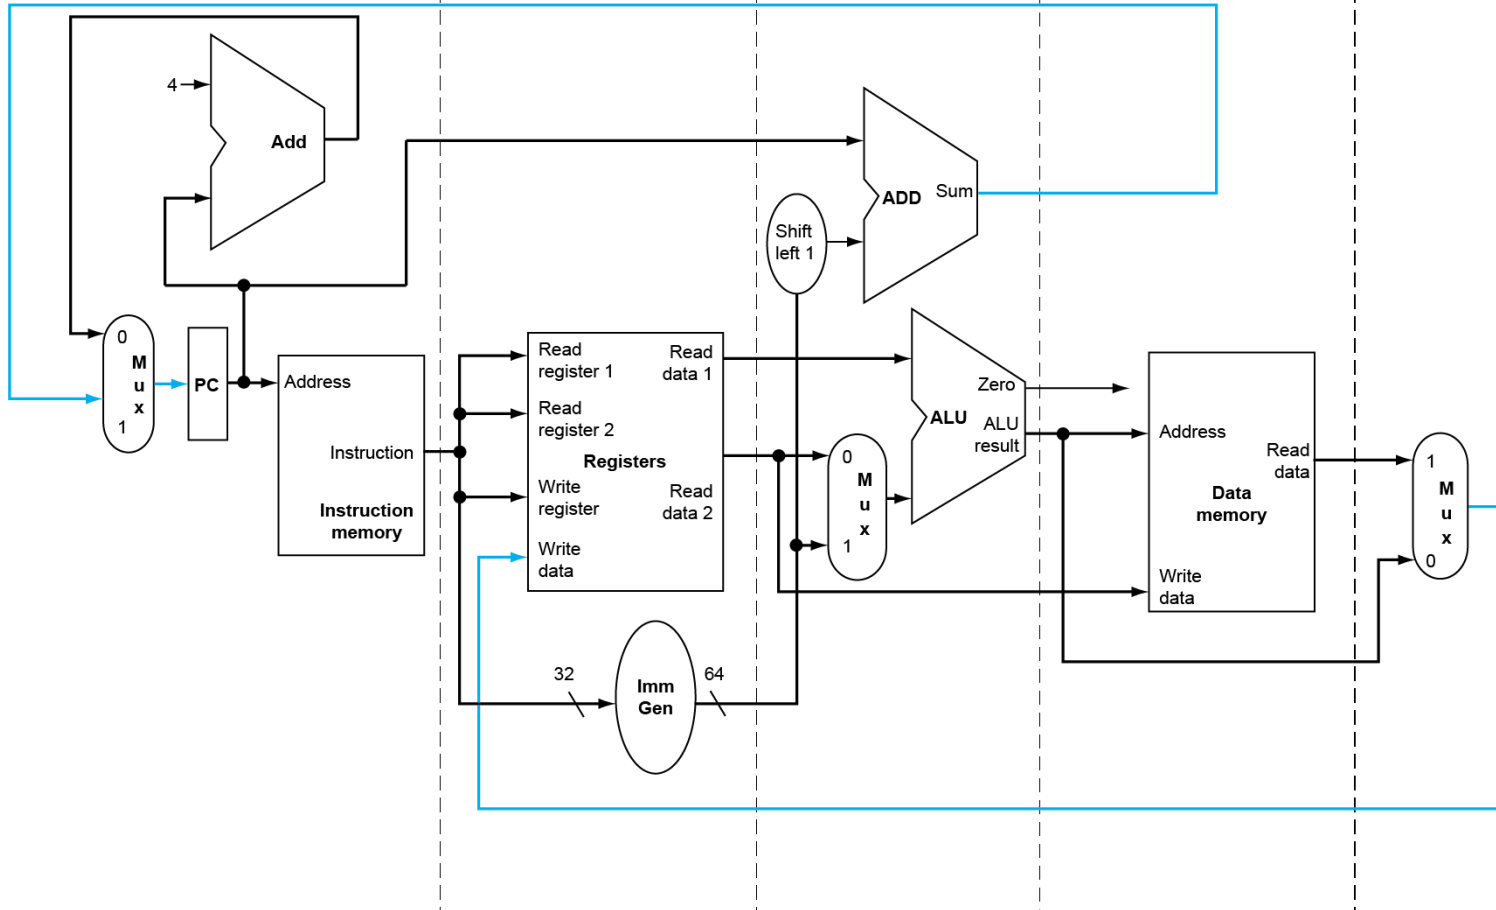 4
Add
ADD
Sum
Shift
left 1
0
M
u
x
1
PC
Address
Instruction
Instruction
memory
Read
register 1
Read
register 2
Write
register
Write
data
Registers
Read
data 1
Read
data 2
0
M
u
x
1
Zero
ALU
ALU
result
Address
Read
data
Data
memory
Write
data
1
M
u
x
0
32
Imm
Gen
64